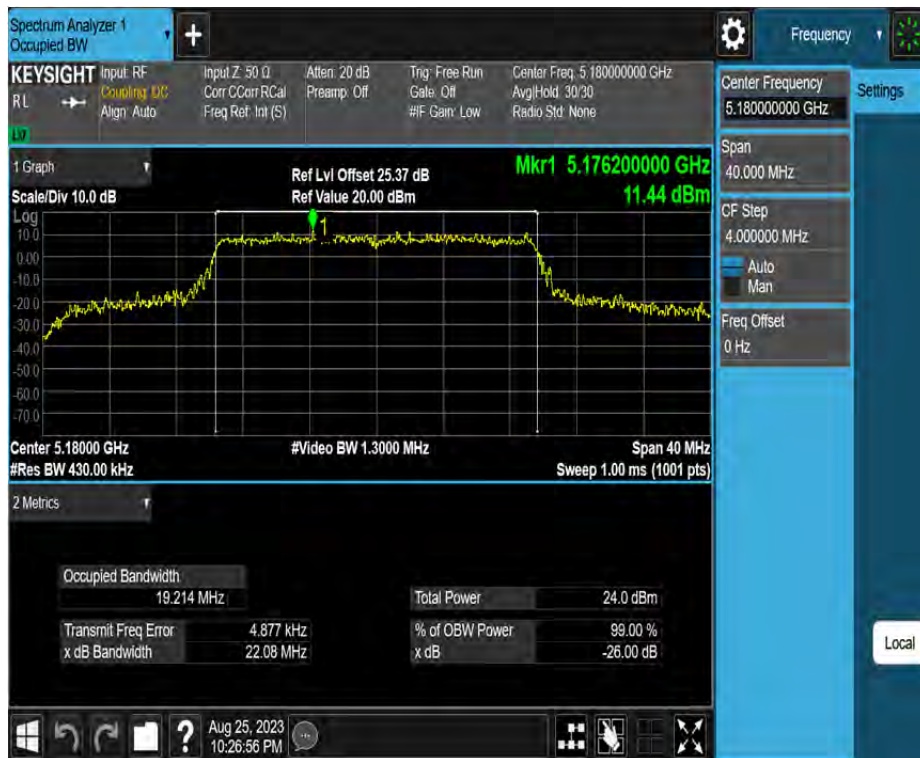 Spectrum Analyzer 1
Occupied BW
+
Frequency
KEYSIGHT
RL
LXI
Input: RF
Coupling: DC
Align: Auto
Input Z: 50 Ω
Corr CCorr RCal
Freq Ref: Int (S)
Atten: 20 dB
Preamp: Off
Trig: Free Run
Gate: Off
#IF Gain: Low
Center Freq: 5.180000000 GHz
Avg|Hold: 30/30
Radio Std: None
Center Frequency
5.180000000 GHz
Settings
Span
40.000 MHz
CF Step
4.000000 MHz
Auto
Man
Freq Offset
0 Hz
1 Graph
Scale/Div 10.0 dB
Ref Lvl Offset 25.37 dB
Ref Value 20.00 dBm
Mkr1 5.176200000 GHz
11.44 dBm
Log
10.0
0.00
-10.0
-20.0
-30.0
-40.0
-50.0
-60.0
-70.0
1
Center 5.18000 GHz
#Video BW 1.3000 MHz
Span 40 MHz
#Res BW 430.00 kHz
Sweep 1.00 ms (1001 pts)
2 Metrics
Occupied Bandwidth
19.214 MHz
Total Power 24.0 dBm
Transmit Freq Error 4.877 kHz
% of OBW Power 99.00 %
x dB Bandwidth 22.08 MHz
x dB -26.00 dB
Local
?
Aug 25, 2023
10:26:56 PM